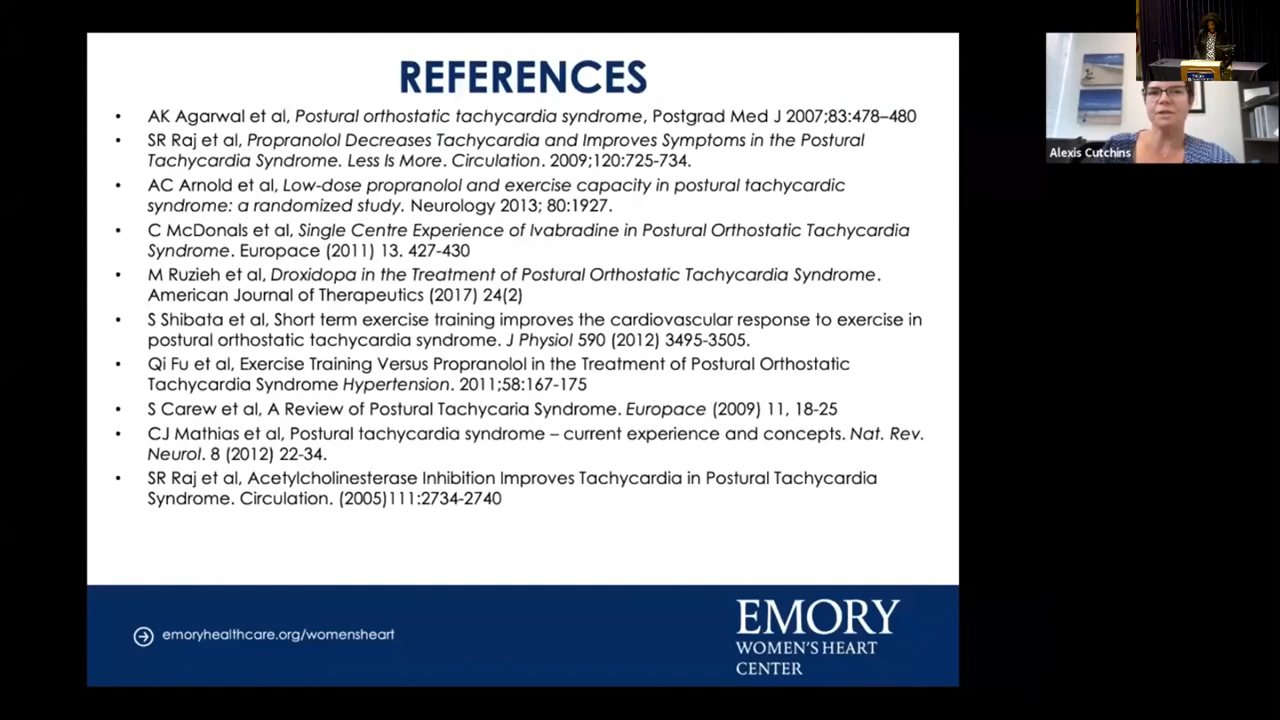 REFERENCES
• AK Agarwal et al, Postural orthostatic tachycardia syndrome, Postgrad Med J 2007;83:478–480
• SR Raj et al, Propranolol Decreases Tachycardia and Improves Symptoms in the Postural
Tachycardia Syndrome. Less Is More. Circulation. 2009;120:725-734.
• AC Arnold et al, Low-dose propranolol and exercise capacity in postural tachycardic
syndrome: a randomized study. Neurology 2013; 80:1927.
• C McDonals et al, Single Centre Experience of Ivabradine in Postural Orthostatic Tachycardia
Syndrome. Europace (2011) 13. 427-430
• M Ruzieh et al, Droxidopa in the Treatment of Postural Orthostatic Tachycardia Syndrome.
American Journal of Therapeutics (2017) 24(2)
• S Shibata et al, Short term exercise training improves the cardiovascular response to exercise in
postural orthostatic tachycardia syndrome. J Physiol 590 (2012) 3495-3505.
• Qi Fu et al, Exercise Training Versus Propranolol in the Treatment of Postural Orthostatic
Tachycardia Syndrome Hypertension. 2011;58:167-175
• S Carew et al, A Review of Postural Tachycaria Syndrome. Europace (2009) 11, 18-25
• CJ Mathias et al, Postural tachycardia syndrome – current experience and concepts. Nat. Rev.
Neurol. 8 (2012) 22-34.
• SR Raj et al, Acetylcholinesterase Inhibition Improves Tachycardia in Postural Tachycardia
Syndrome. Circulation. (2005)111:2734-2740
emoryhealthcare.org/womensheart
EMORY
WOMEN'S HEART
CENTER
Alexis Cutchins